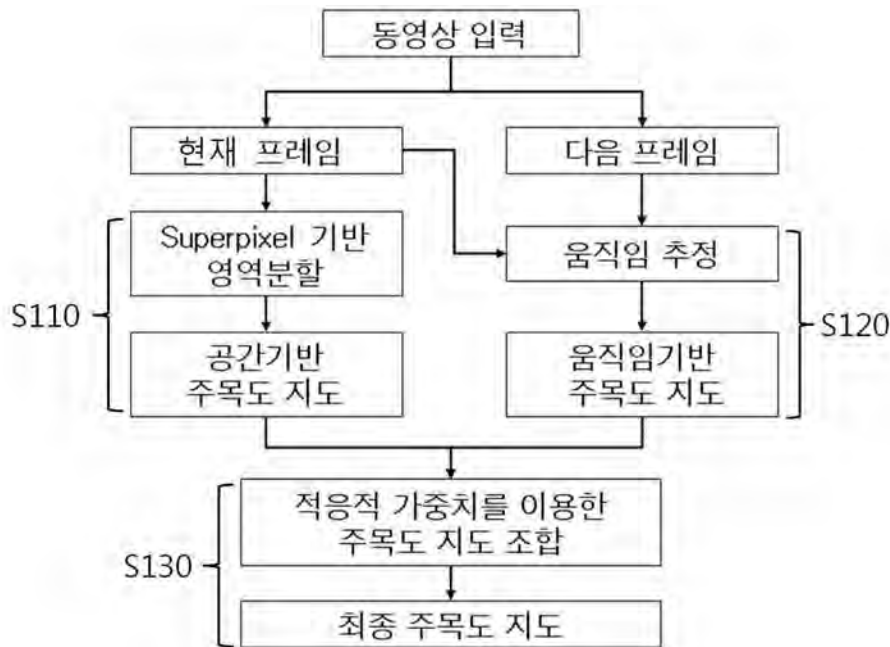 동영상 입력
현재 프레임
다음 프레임
Superpixel 기반
영역분할
움직임 추정
S110
S120
공간기반
주목도 지도
움직임기반
주목도 지도
적응적 가중치를 이용한
주목도 지도 조합
S130
최종 주목도 지도